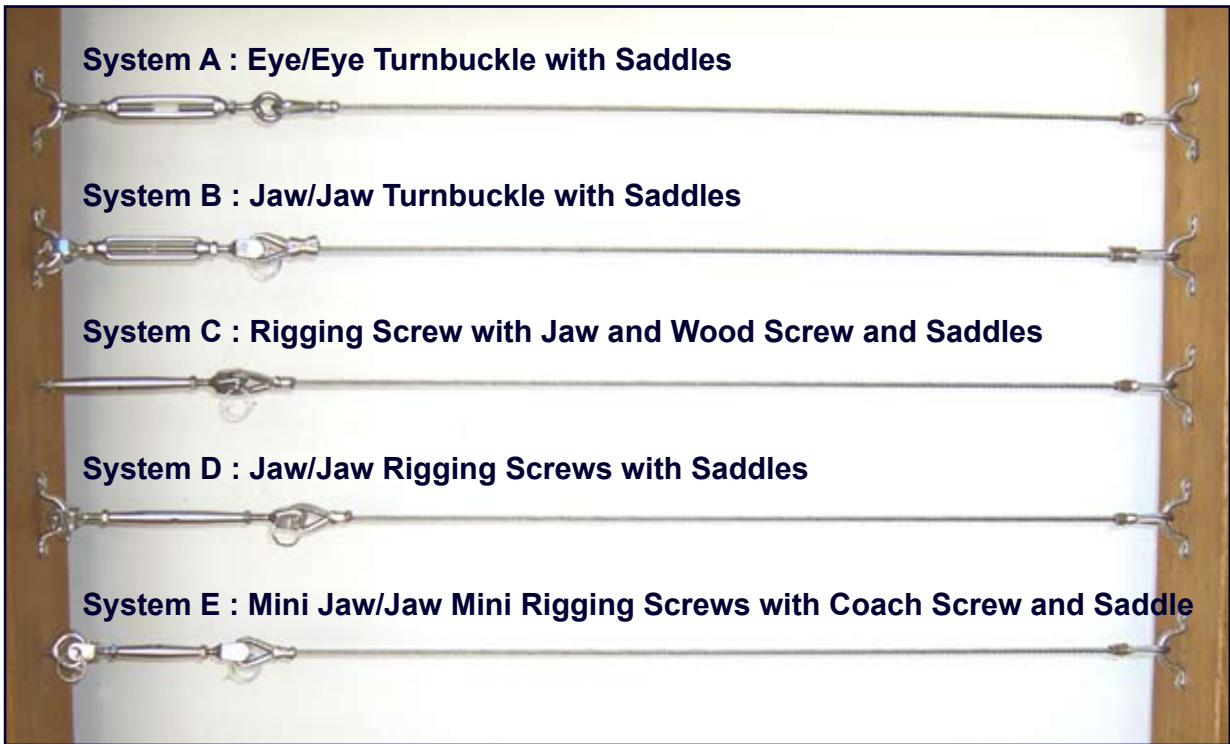 System A : Eye/Eye Turnbuckle with Saddles
System B : Jaw/Jaw Turnbuckle with Saddles
System C : Rigging Screw with Jaw and Wood Screw and Saddles
System D : Jaw/Jaw Rigging Screws with Saddles
System E : Mini Jaw/Jaw Mini Rigging Screws with Coach Screw and Saddle